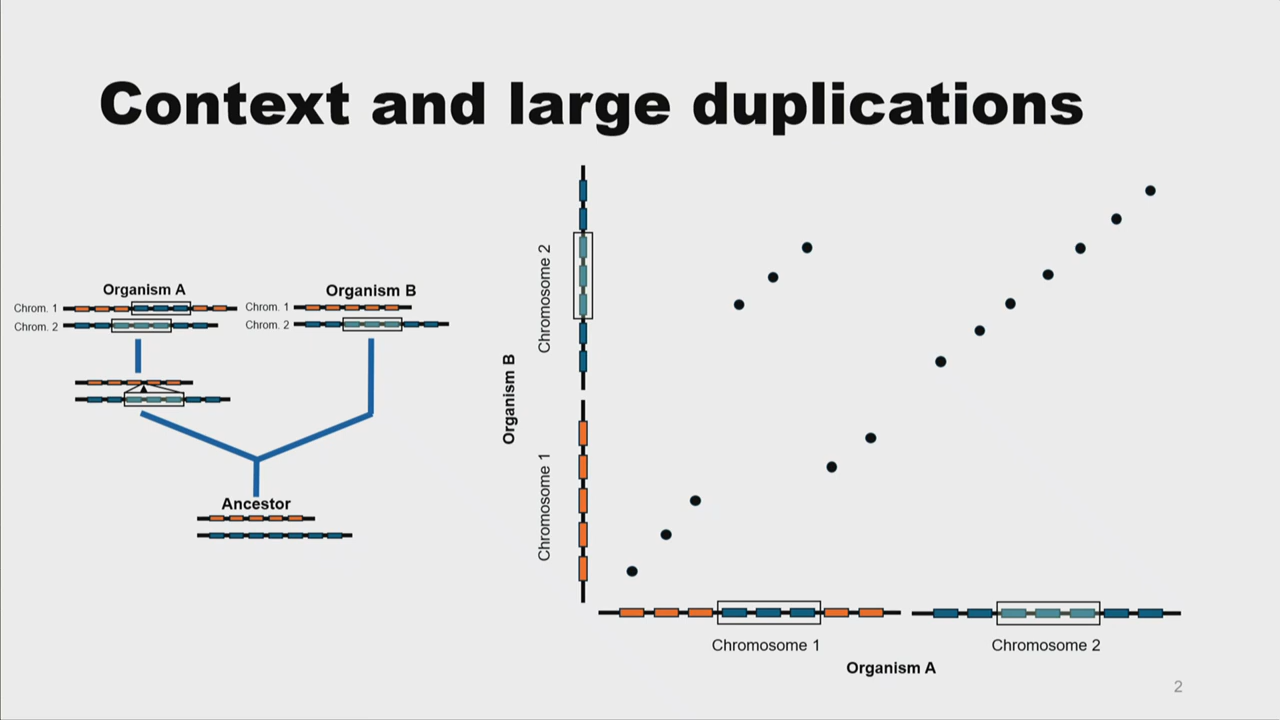 Context and large duplications
Organism A
Organism B
Chrom. 1
Chrom. 1
Chrom. 2
Chrom. 2
Ancestor
Organism B
Chromosome 2
Chromosome 1
Chromosome 1
Chromosome 2
Organism A
2